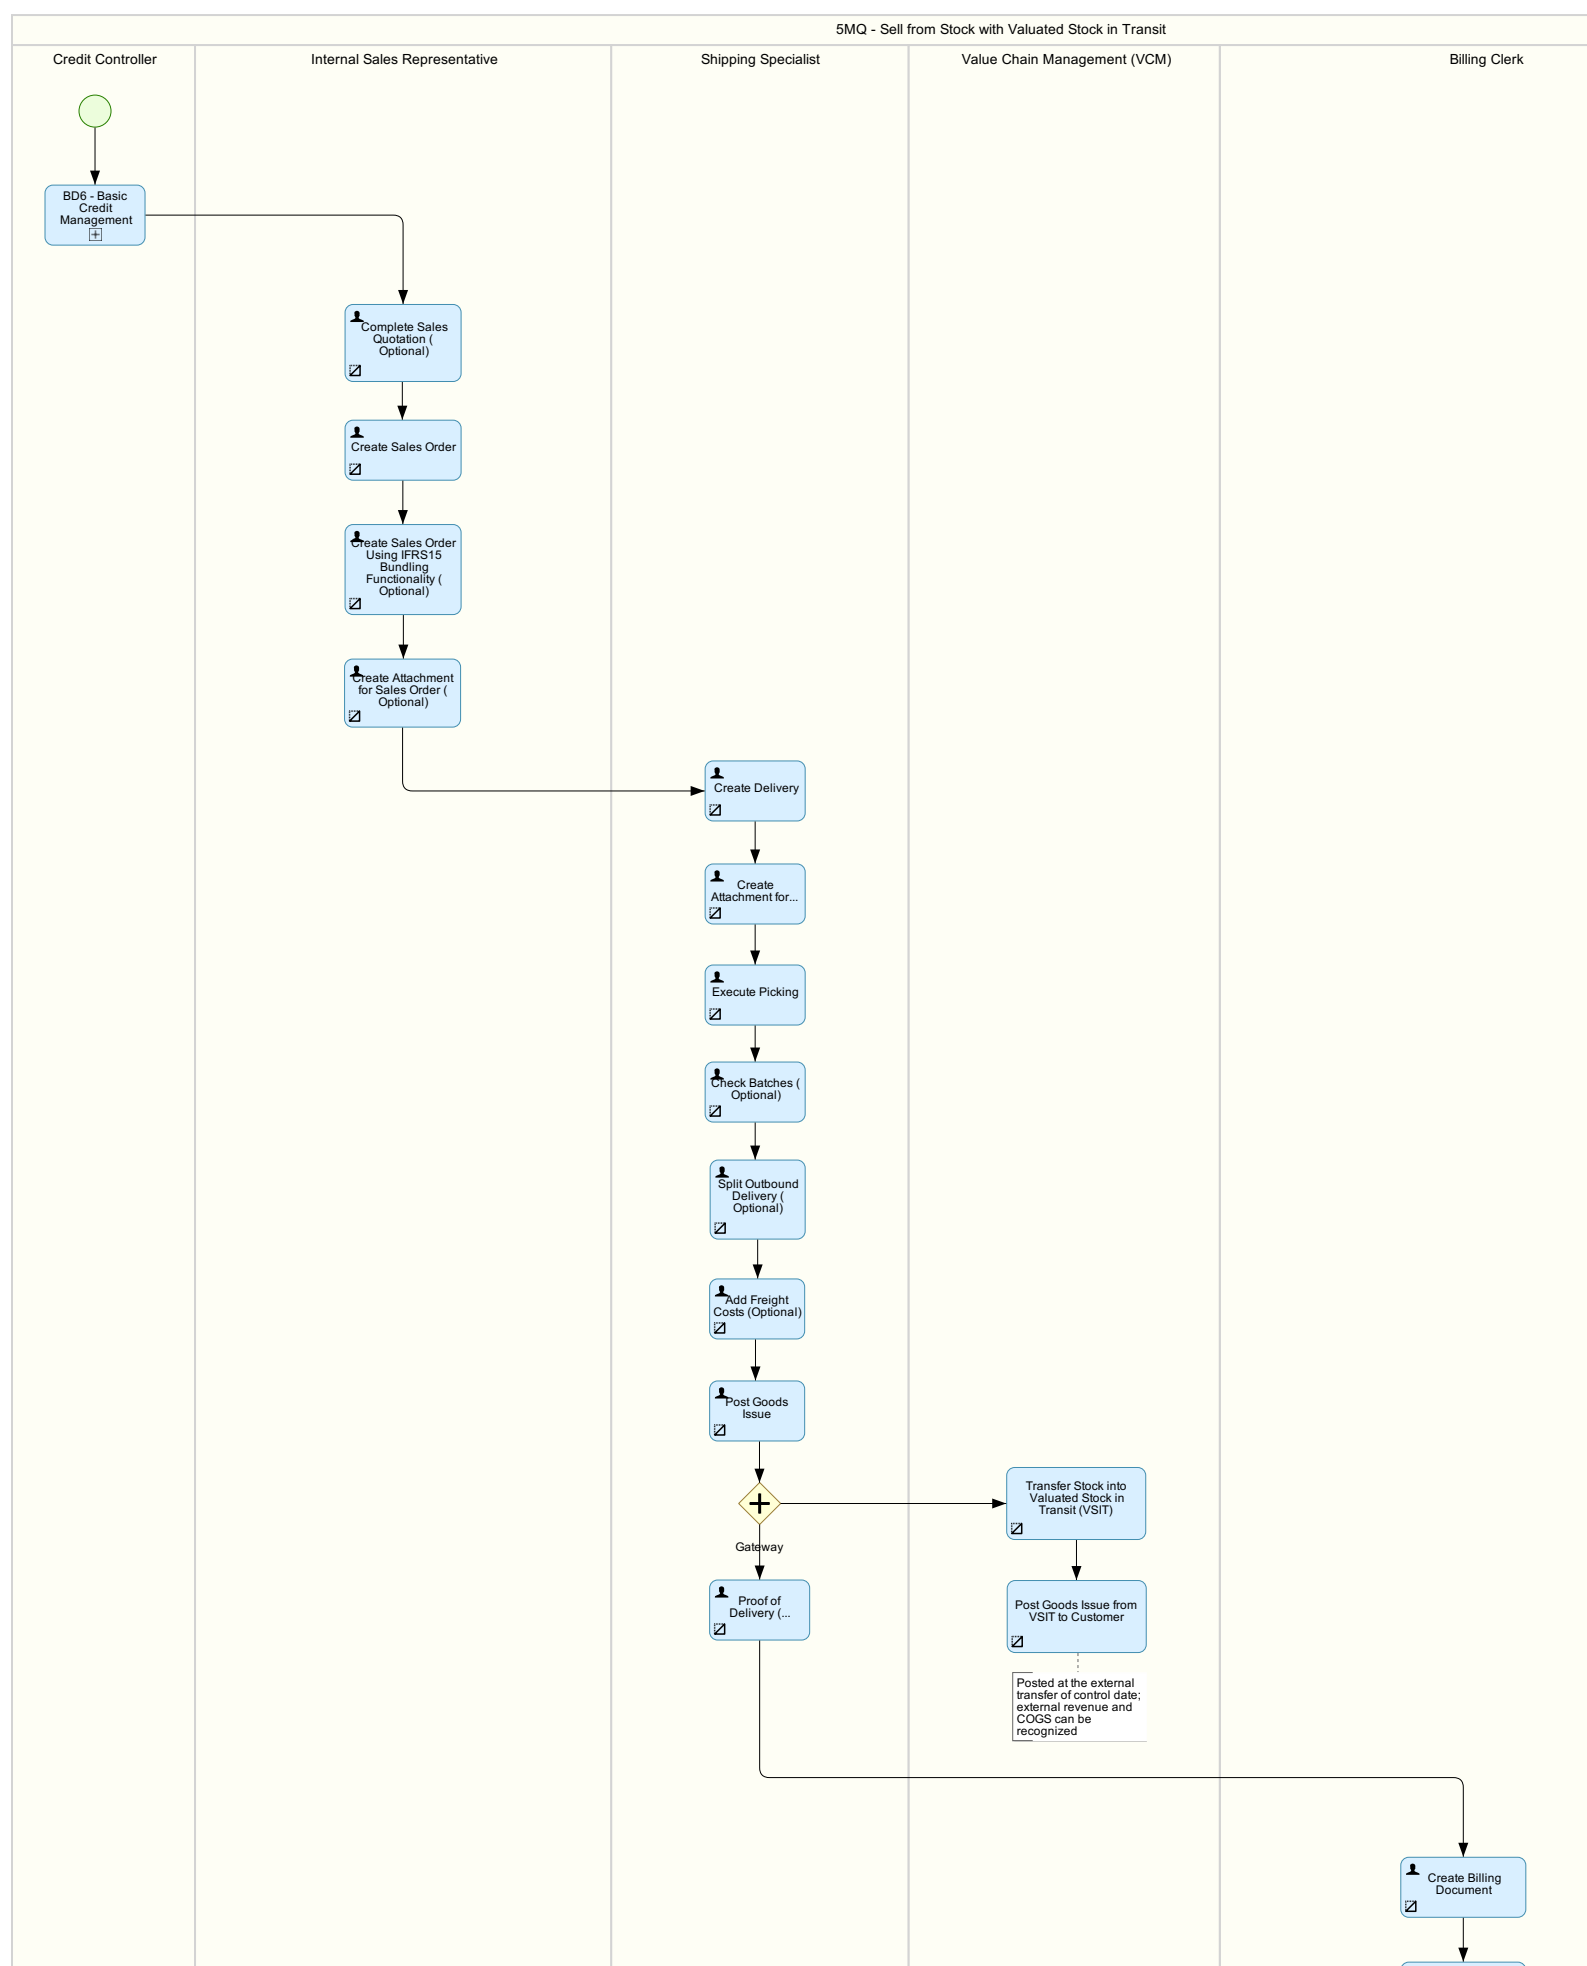 5MQ - Sell from Stock with Valuated Stock in Transit
Credit Controller
Internal Sales Representative
Shipping Specialist
Value Chain Management (VCM)
Billing Clerk
BD6 - Basic
Credit
Management
Complete Sales
Quotation (
Optional)
Create Sales Order
Create Sales Order
Using IFRS15
Bundling
Functionality (
Optional)
Create Attachment
for Sales Order (
Optional)
Create Delivery
Create
Attachment for...
Execute Picking
Check Batches (
Optional)
Split Outbound
Delivery (
Optional)
Add Freight
Costs (Optional)
Post Goods
Issue
Gateway
Transfer Stock into
Valuated Stock in
Transit (VSIT)
Proof of
Delivery (...
Post Goods Issue from
VSIT to Customer
Posted at the external
transfer of control date;
external revenue and
COGS can be
recognized
Create Billing
Document